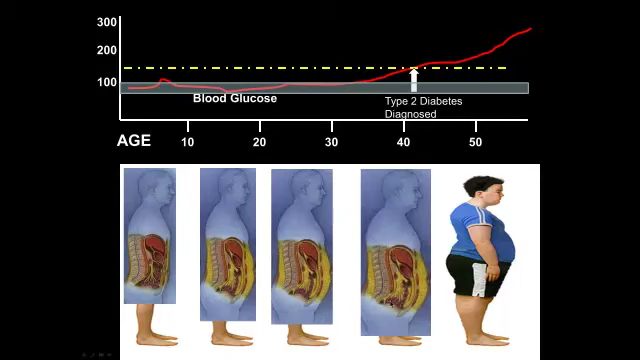 300
200
100
Blood Glucose
Type 2 Diabetes
Diagnosed
AGE 10 20 30 40 50